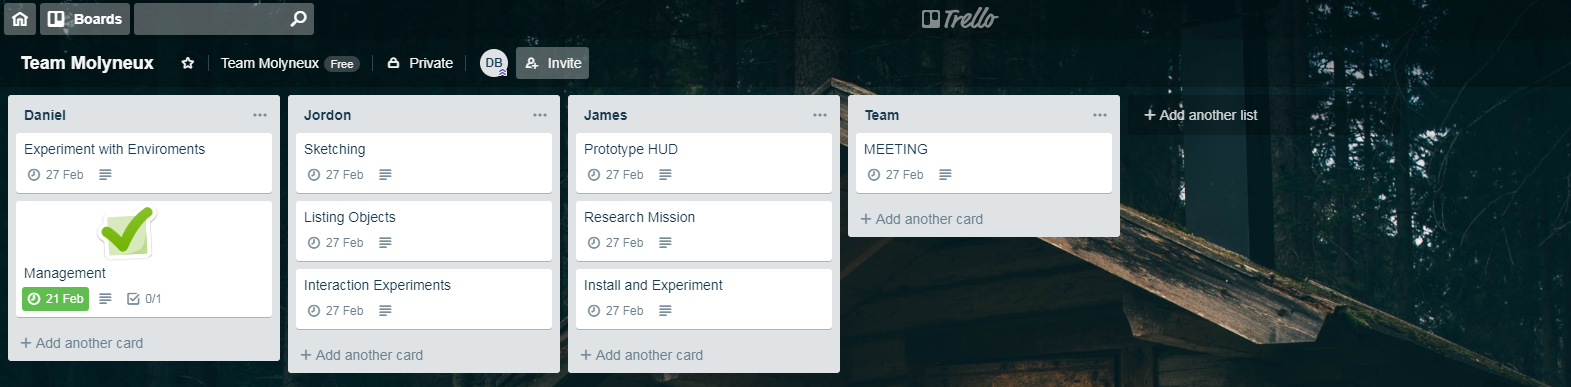 Boards
Trello
Team Molyneux
Team Molyneux Free
Private
DB
Invite
Daniel
Experiment with Enviroments
27 Feb
Management
21 Feb
0/1
+ Add another card
Jordon
Sketching
27 Feb
Listing Objects
27 Feb
Interaction Experiments
27 Feb
+ Add another card
James
Prototype HUD
27 Feb
Research Mission
27 Feb
Install and Experiment
27 Feb
+ Add another card
Team
MEETING
27 Feb
+ Add another card
+ Add another list